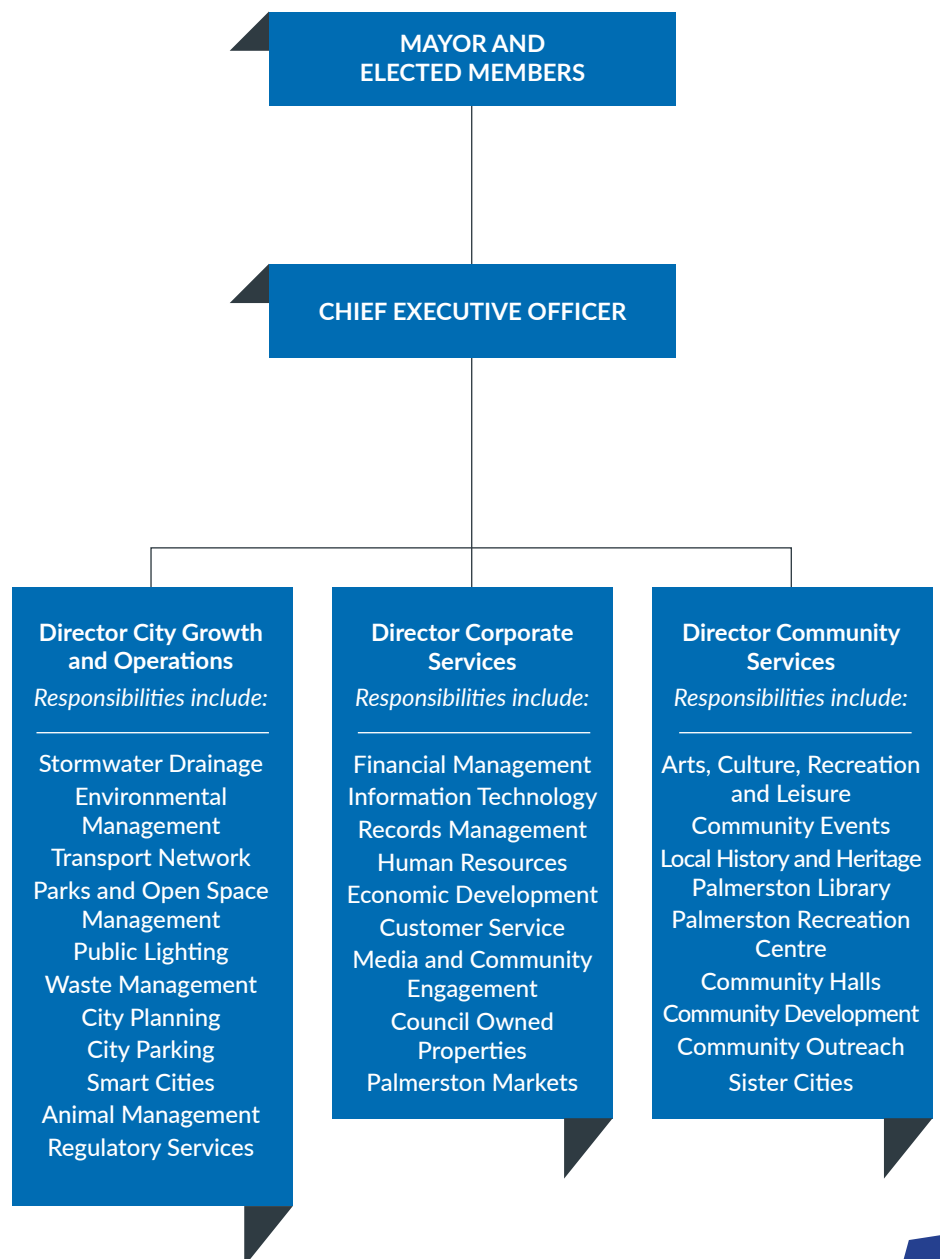 MAYOR AND
ELECTED MEMBERS
CHIEF EXECUTIVE OFFICER
Director City Growth
and Operations
Responsibilities include:
Stormwater Drainage
Environmental
Management
Transport Network
Parks and Open Space
Management
Public Lighting
Waste Management
City Planning
City Parking
Smart Cities
Animal Management
Regulatory Services
Director Corporate
Services
Responsibilities include:
Financial Management
Information Technology
Records Management
Human Resources
Economic Development
Customer Service
Media and Community
Engagement
Council Owned
Properties
Palmerston Markets
Director Community
Services
Responsibilities include:
Arts, Culture, Recreation
and Leisure
Community Events
Local History and Heritage
Palmerston Library
Palmerston Recreation
Centre
Community Halls
Community Development
Community Outreach
Sister Cities